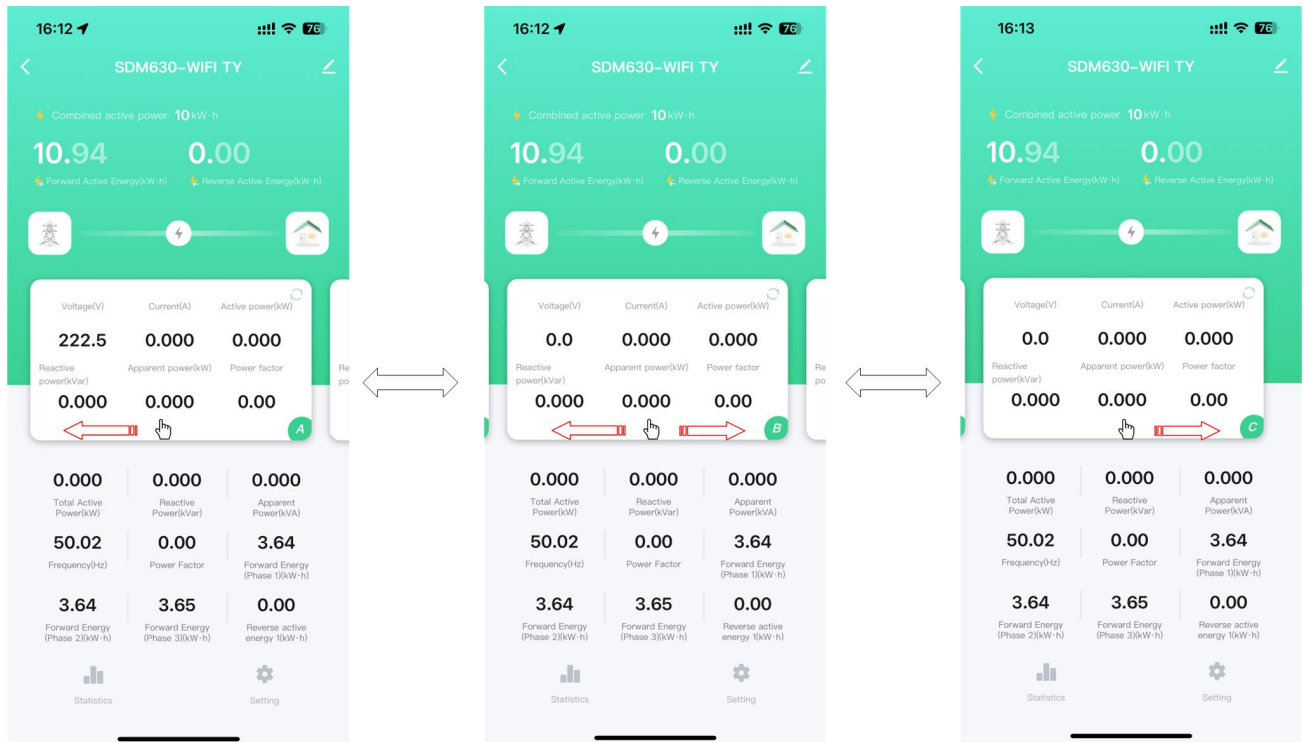 16:12
76
SDM630-WIFI TY
Combined active power 10 kW·h
10.94 0.00
Forward Active Energy(kW·h) Reverse Active Energy(kW·h)
Voltage(V) Current(A) Active power(kW)
222.5 0.000 0.000
Reactive power(kVar) Apparent power(kW) Power factor
0.000 0.000 0.00
A
Re
po
0.000 0.000 0.000
Total Active Power(kW) Reactive Power(kVar) Apparent Power(kVA)
50.02 0.00 3.64
Frequency(Hz) Power Factor Forward Energy (Phase 1)(kW·h)
3.64 3.65 0.00
Forward Energy (Phase 2)(kW·h) Forward Energy (Phase 3)(kW·h) Reverse active energy 1(kW·h)
Statistics Setting
16:12
76
SDM630-WIFI TY
Combined active power 10 kW·h
10.94 0.00
Forward Active Energy(kW·h) Reverse Active Energy(kW·h)
Voltage(V) Current(A) Active power(kW)
0.0 0.000 0.000
Reactive power(kVar) Apparent power(kW) Power factor
0.000 0.000 0.00
B
Re
po
0.000 0.000 0.000
Total Active Power(kW) Reactive Power(kVar) Apparent Power(kVA)
50.02 0.00 3.64
Frequency(Hz) Power Factor Forward Energy (Phase 1)(kW·h)
3.64 3.65 0.00
Forward Energy (Phase 2)(kW·h) Forward Energy (Phase 3)(kW·h) Reverse active energy 1(kW·h)
Statistics Setting
16:13
76
SDM630-WIFI TY
Combined active power 10 kW·h
10.94 0.00
Forward Active Energy(kW·h) Reverse Active Energy(kW·h)
Voltage(V) Current(A) Active power(kW)
0.0 0.000 0.000
Reactive power(kVar) Apparent power(kW) Power factor
0.000 0.000 0.00
C
0.000 0.000 0.000
Total Active Power(kW) Reactive Power(kVar) Apparent Power(kVA)
50.02 0.00 3.64
Frequency(Hz) Power Factor Forward Energy (Phase 1)(kW·h)
3.64 3.65 0.00
Forward Energy (Phase 2)(kW·h) Forward Energy (Phase 3)(kW·h) Reverse active energy 1(kW·h)
Statistics Setting